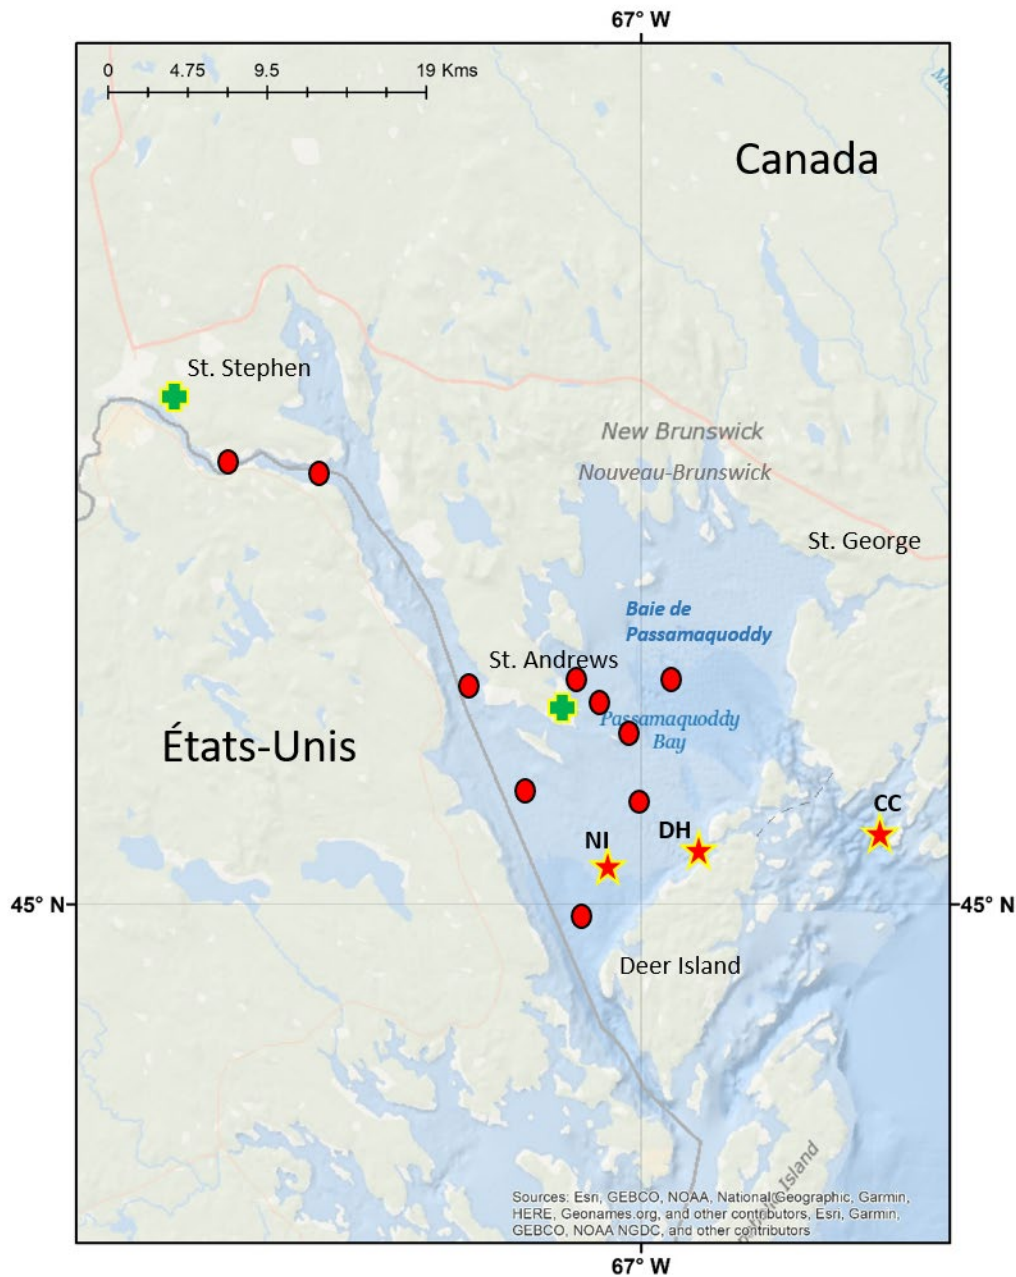 67° W
0 4.75 9.5 19 Kms
Canada
St. Stephen
New Brunswick
Nouveau-Brunswick
St. George
Baie de
Passamaquoddy
St. Andrews
Passamaquoddy
Bay
États-Unis
CC
DH
NI
45° N
45° N
Deer Island
Island
Sources: Esri, GEBCO, NOAA, National Geographic, Garmin,
HERE, Geonames.org, and other contributors, Esri, Garmin,
GEBCO, NOAA NGDC, and other contributors
67° W